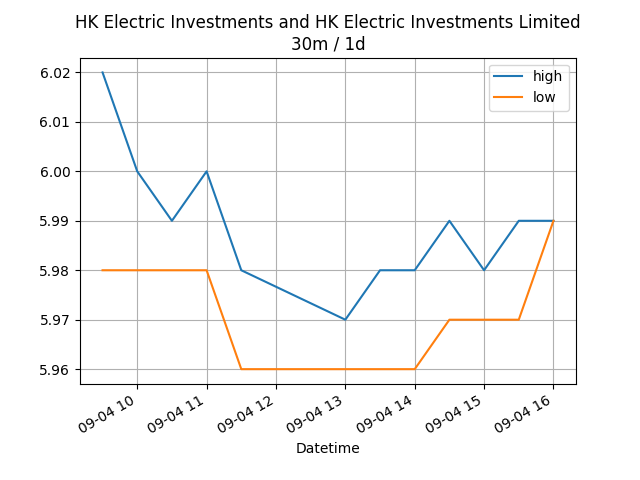 HK Electric Investments and HK Electric Investments Limited
30m / 1d
high
low
6.02
6.01
6.00
5.99
5.98
5.97
5.96
09-04 10
09-04 11
09-04 12
09-04 13
09-04 14
09-04 15
09-04 16
Datetime